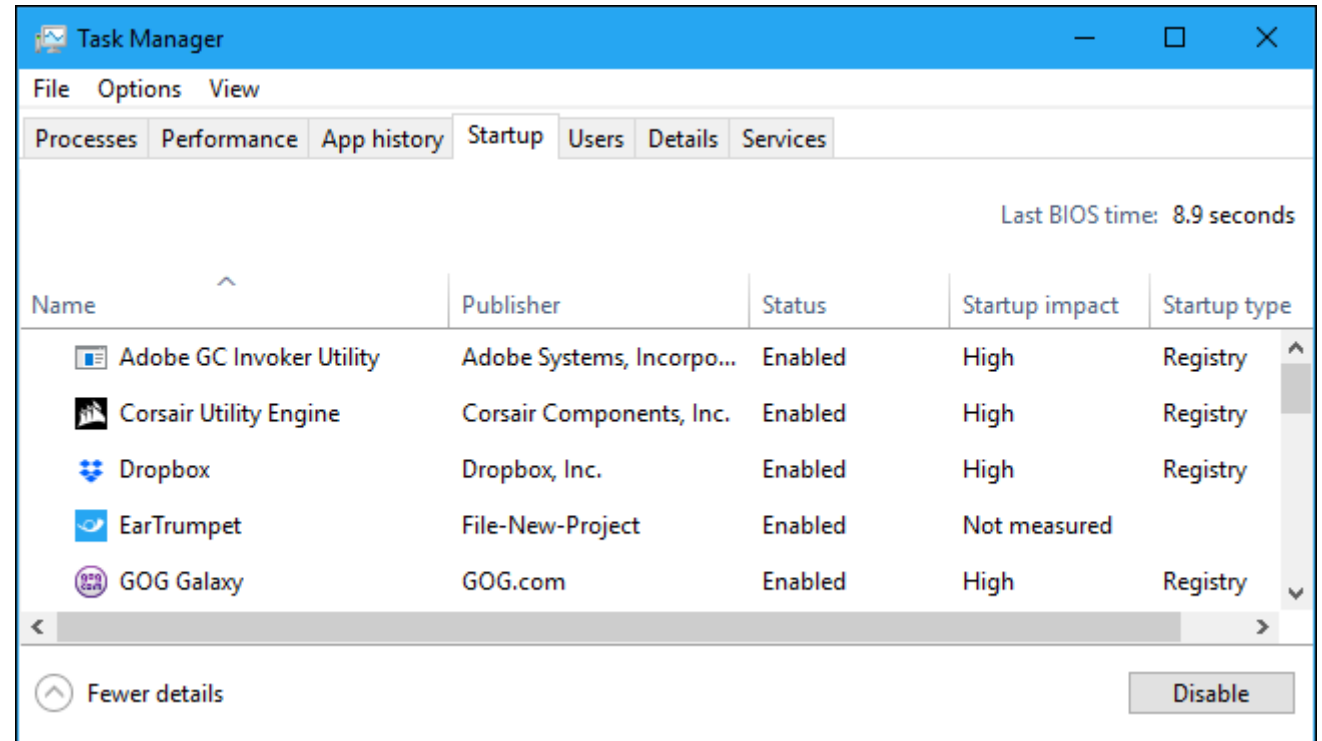 Task Manager
File Options View
Processes Performance App history Startup Users Details Services
Last BIOS time: 8.9 seconds
Name Publisher Status Startup impact Startup type
Adobe GC Invoker Utility Adobe Systems, Incorpo... Enabled High Registry
Corsair Utility Engine Corsair Components, Inc. Enabled High Registry
Dropbox Dropbox, Inc. Enabled High Registry
EarTrumpet File-New-Project Enabled Not measured
GOG Galaxy GOG.com Enabled High Registry
Fewer details Disable